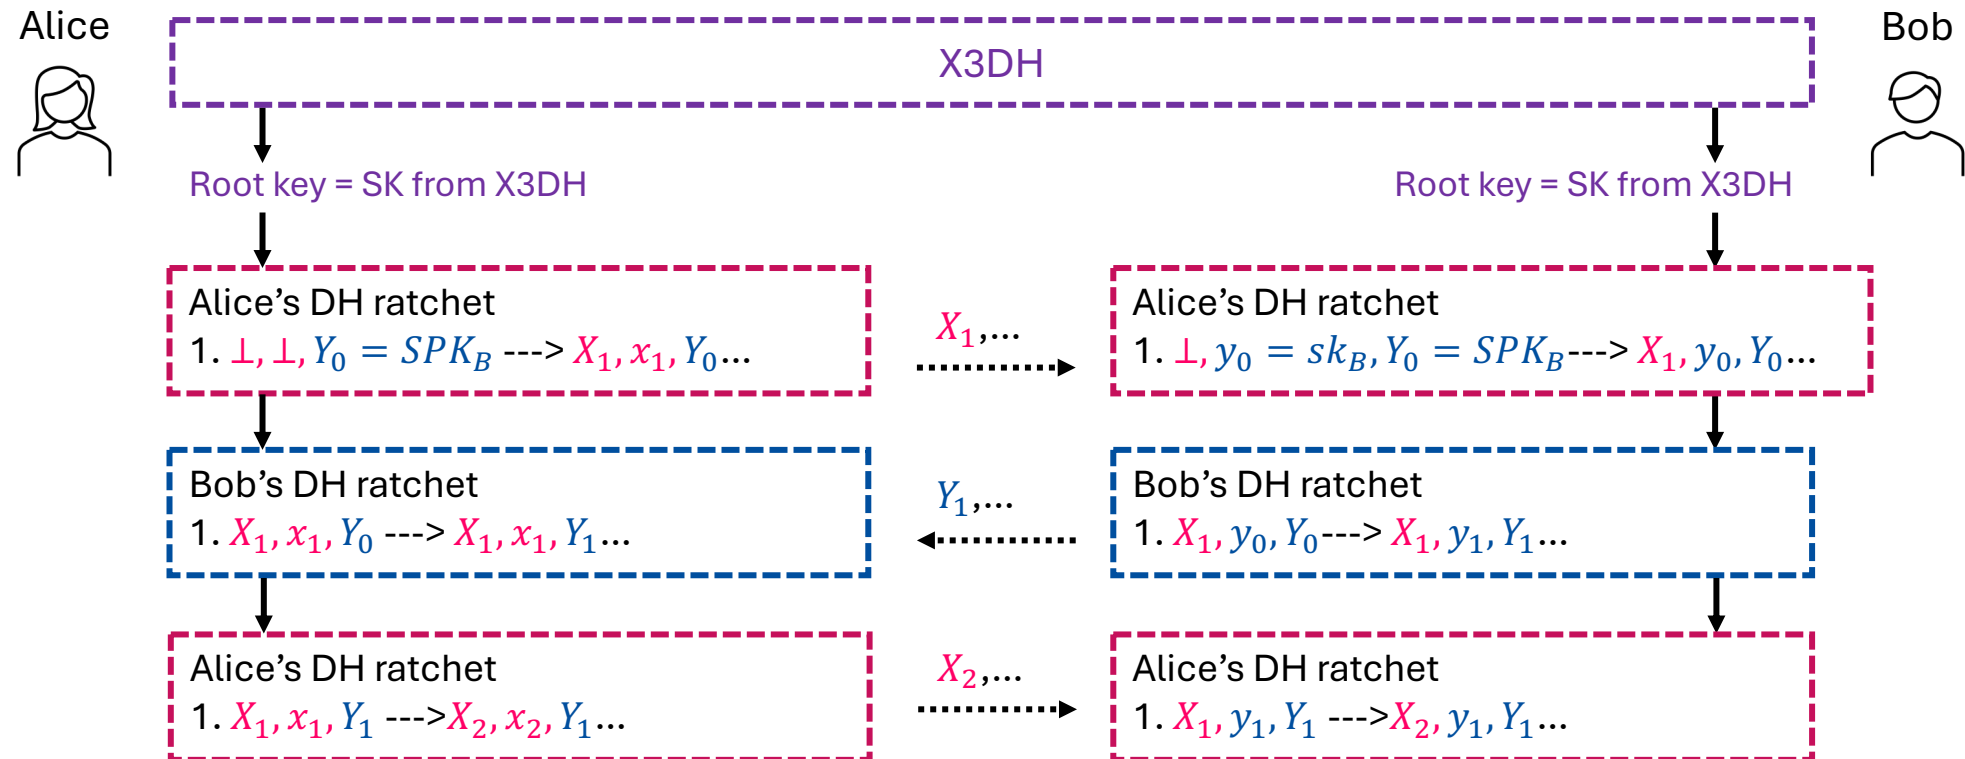 Alice
Bob
X3DH
Root key = SK from X3DH
Root key = SK from X3DH
Alice’s DH ratchet
1. ⊥, ⊥, Y₀ = SPK_B ---> X₁, x₁, Y₀…
X₁,…
Alice’s DH ratchet
1. ⊥, y₀ = sk_B, Y₀ = SPK_B---> X₁, y₀, Y₀…
Bob’s DH ratchet
1. X₁, x₁, Y₀ ---> X₁, x₁, Y₁…
Y₁,…
Bob’s DH ratchet
1. X₁, y₀, Y₀---> X₁, y₁, Y₁…
Alice’s DH ratchet
1. X₁, x₁, Y₁ --->X₂, x₂, Y₁…
X₂,…
Alice’s DH ratchet
1. X₁, y₁, Y₁ --->X₂, y₁, Y₁…